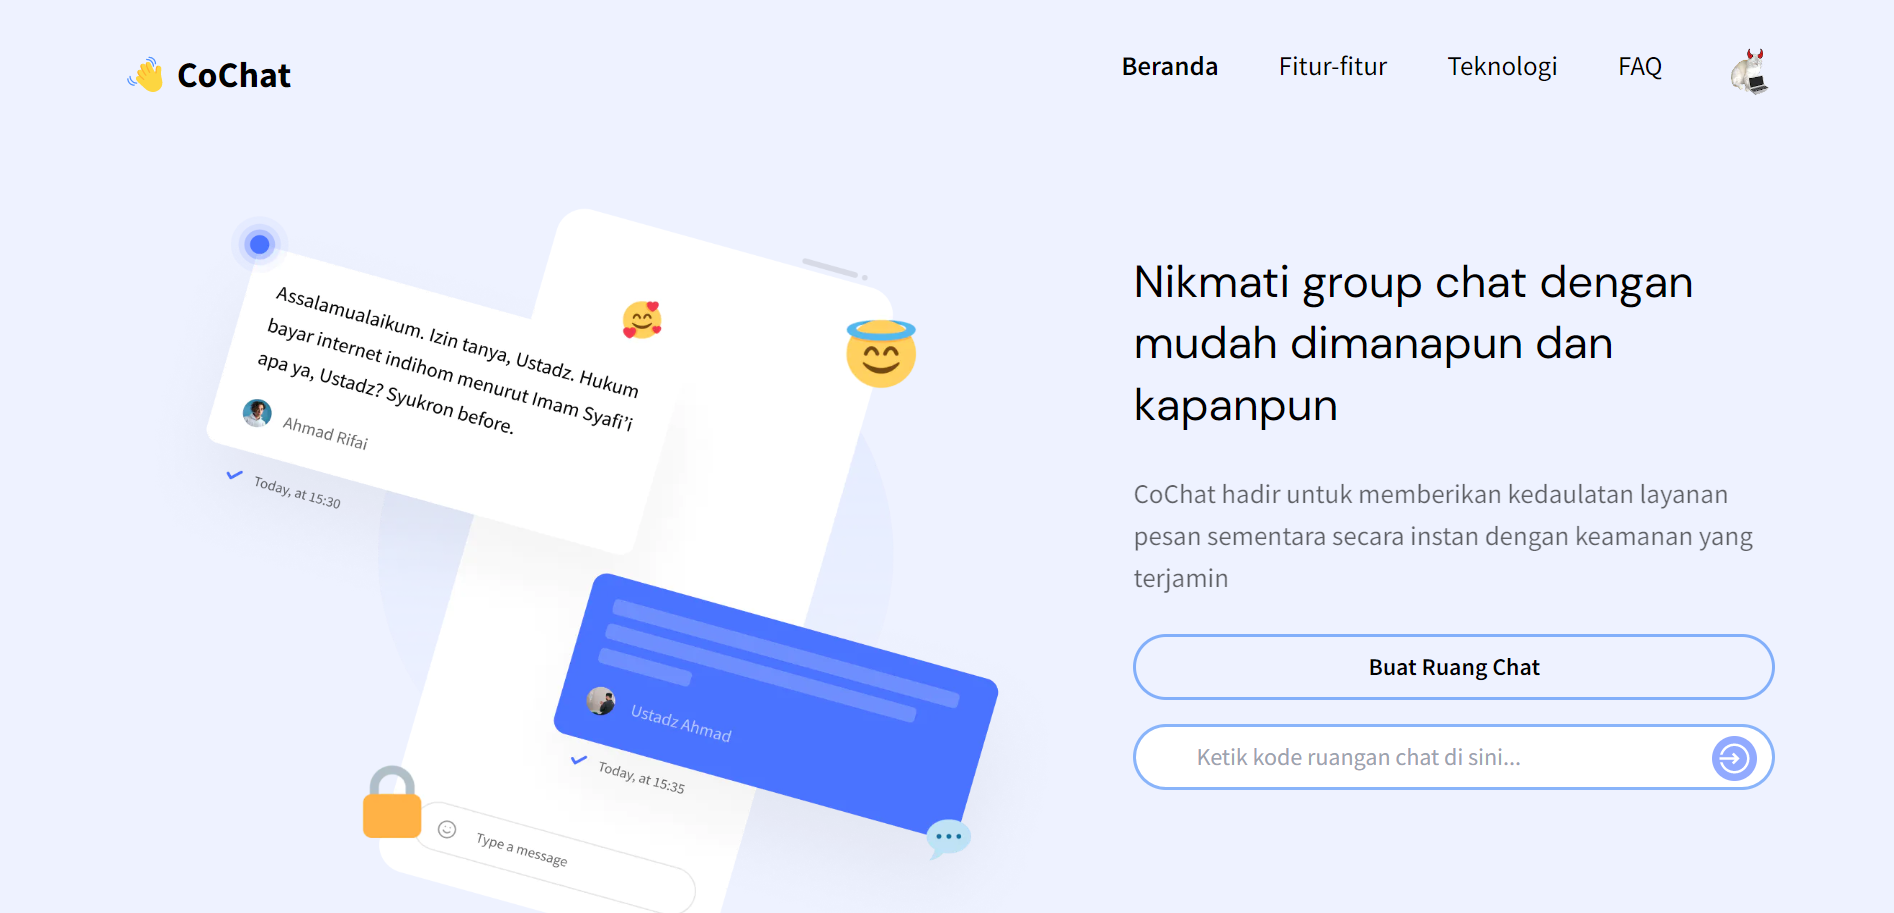 CoChat
Beranda
Fitur-fitur
Teknologi
FAQ
Assalamualaikum. Izin tanya, Ustadz. Hukum
bayar internet indihom menurut Imam Syafi'i
apa ya, Ustadz? Syukron before.
Ahmad Rifai
Today, at 15:30
Ustadz Ahmad
Today, at 15:35
Type a message
Nikmati group chat dengan
mudah dimanapun dan
kapanpun
CoChat hadir untuk memberikan kedaulatan layanan
pesan sementara secara instan dengan keamanan yang
terjamin
Buat Ruang Chat
Ketik kode ruangan chat di sini...